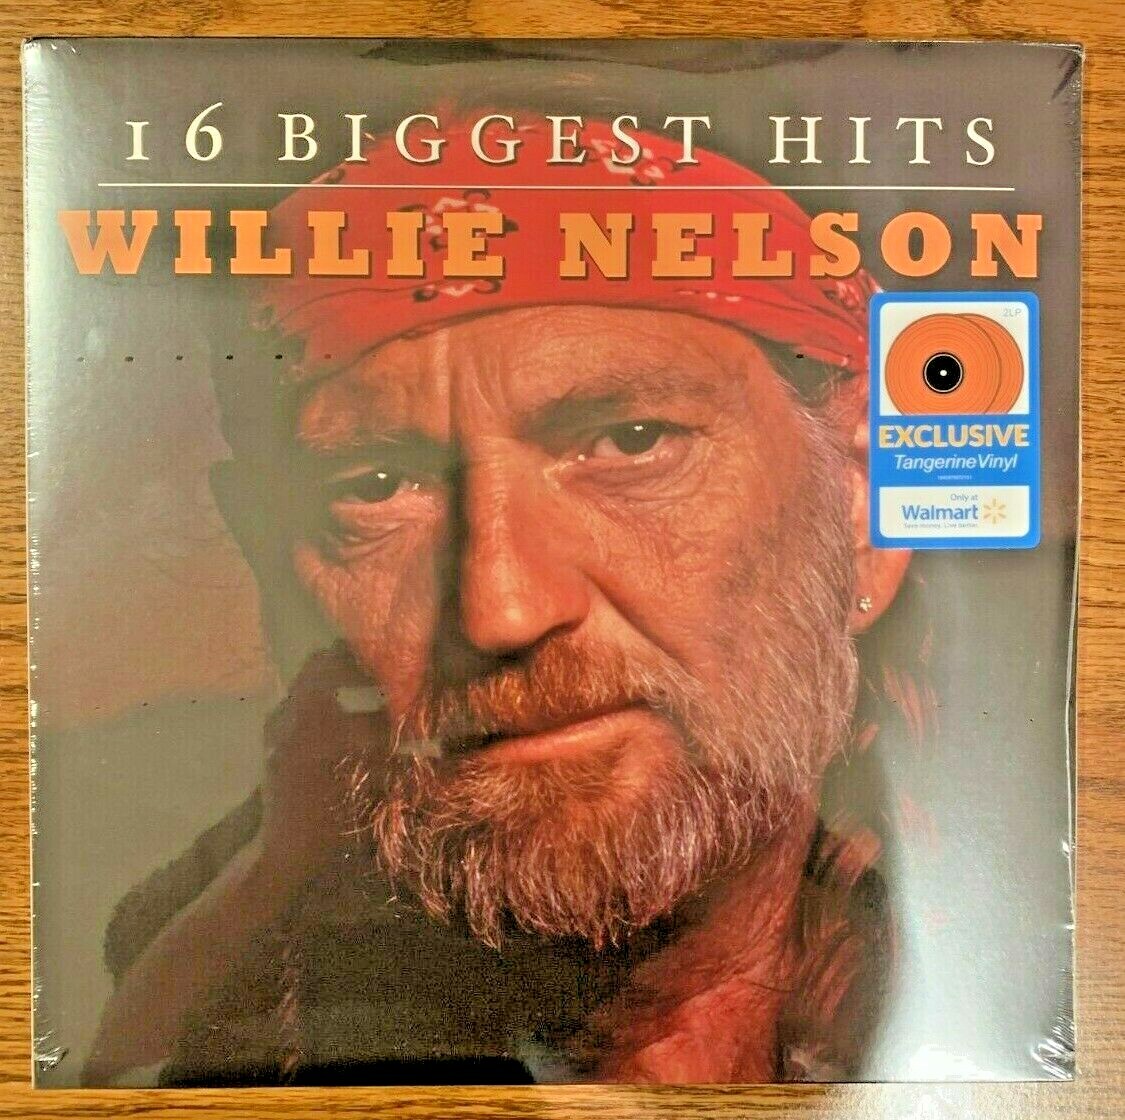 16 BIGGEST HITS
WILLIE NELSON
2LP
EXCLUSIVE
Tangerine Vinyl
Only at
Walmart
Save money. Live better.